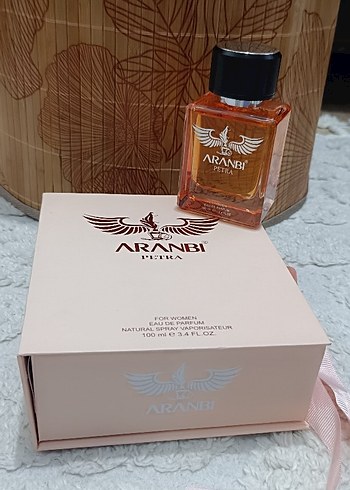 ARANBI®
PETRA
ARANBI®
PETRA
FOR WOMEN
EAU DE PARFUM
NATURAL SPRAY VAPORISATEUR
100 ml ℮ 3.4 FL.OZ.
ARANBI